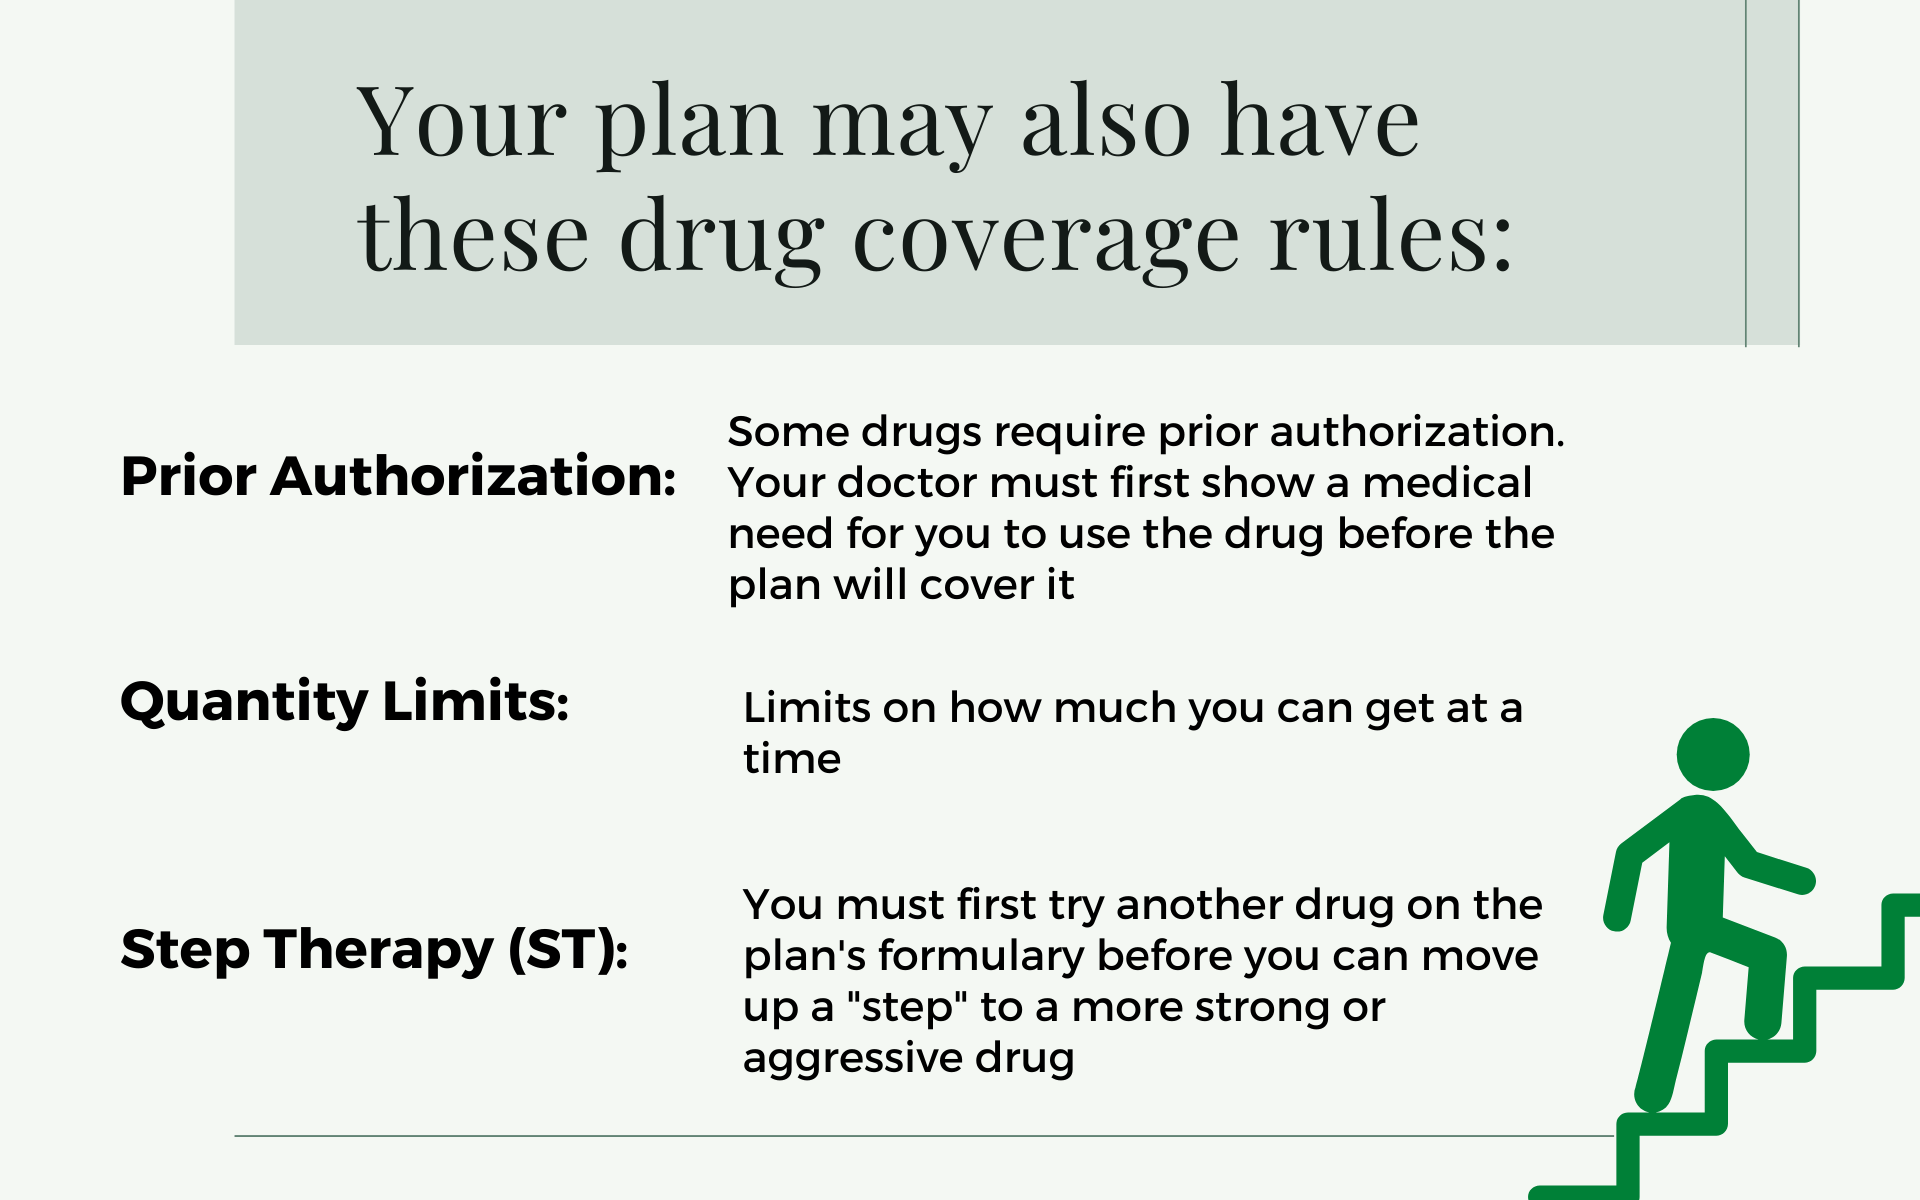 Your plan may also have
these drug coverage rules:
Prior Authorization:
Some drugs require prior authorization.
Your doctor must first show a medical
need for you to use the drug before the
plan will cover it
Quantity Limits:
Limits on how much you can get at a
time
Step Therapy (ST):
You must first try another drug on the
plan's formulary before you can move
up a "step" to a more strong or
aggressive drug